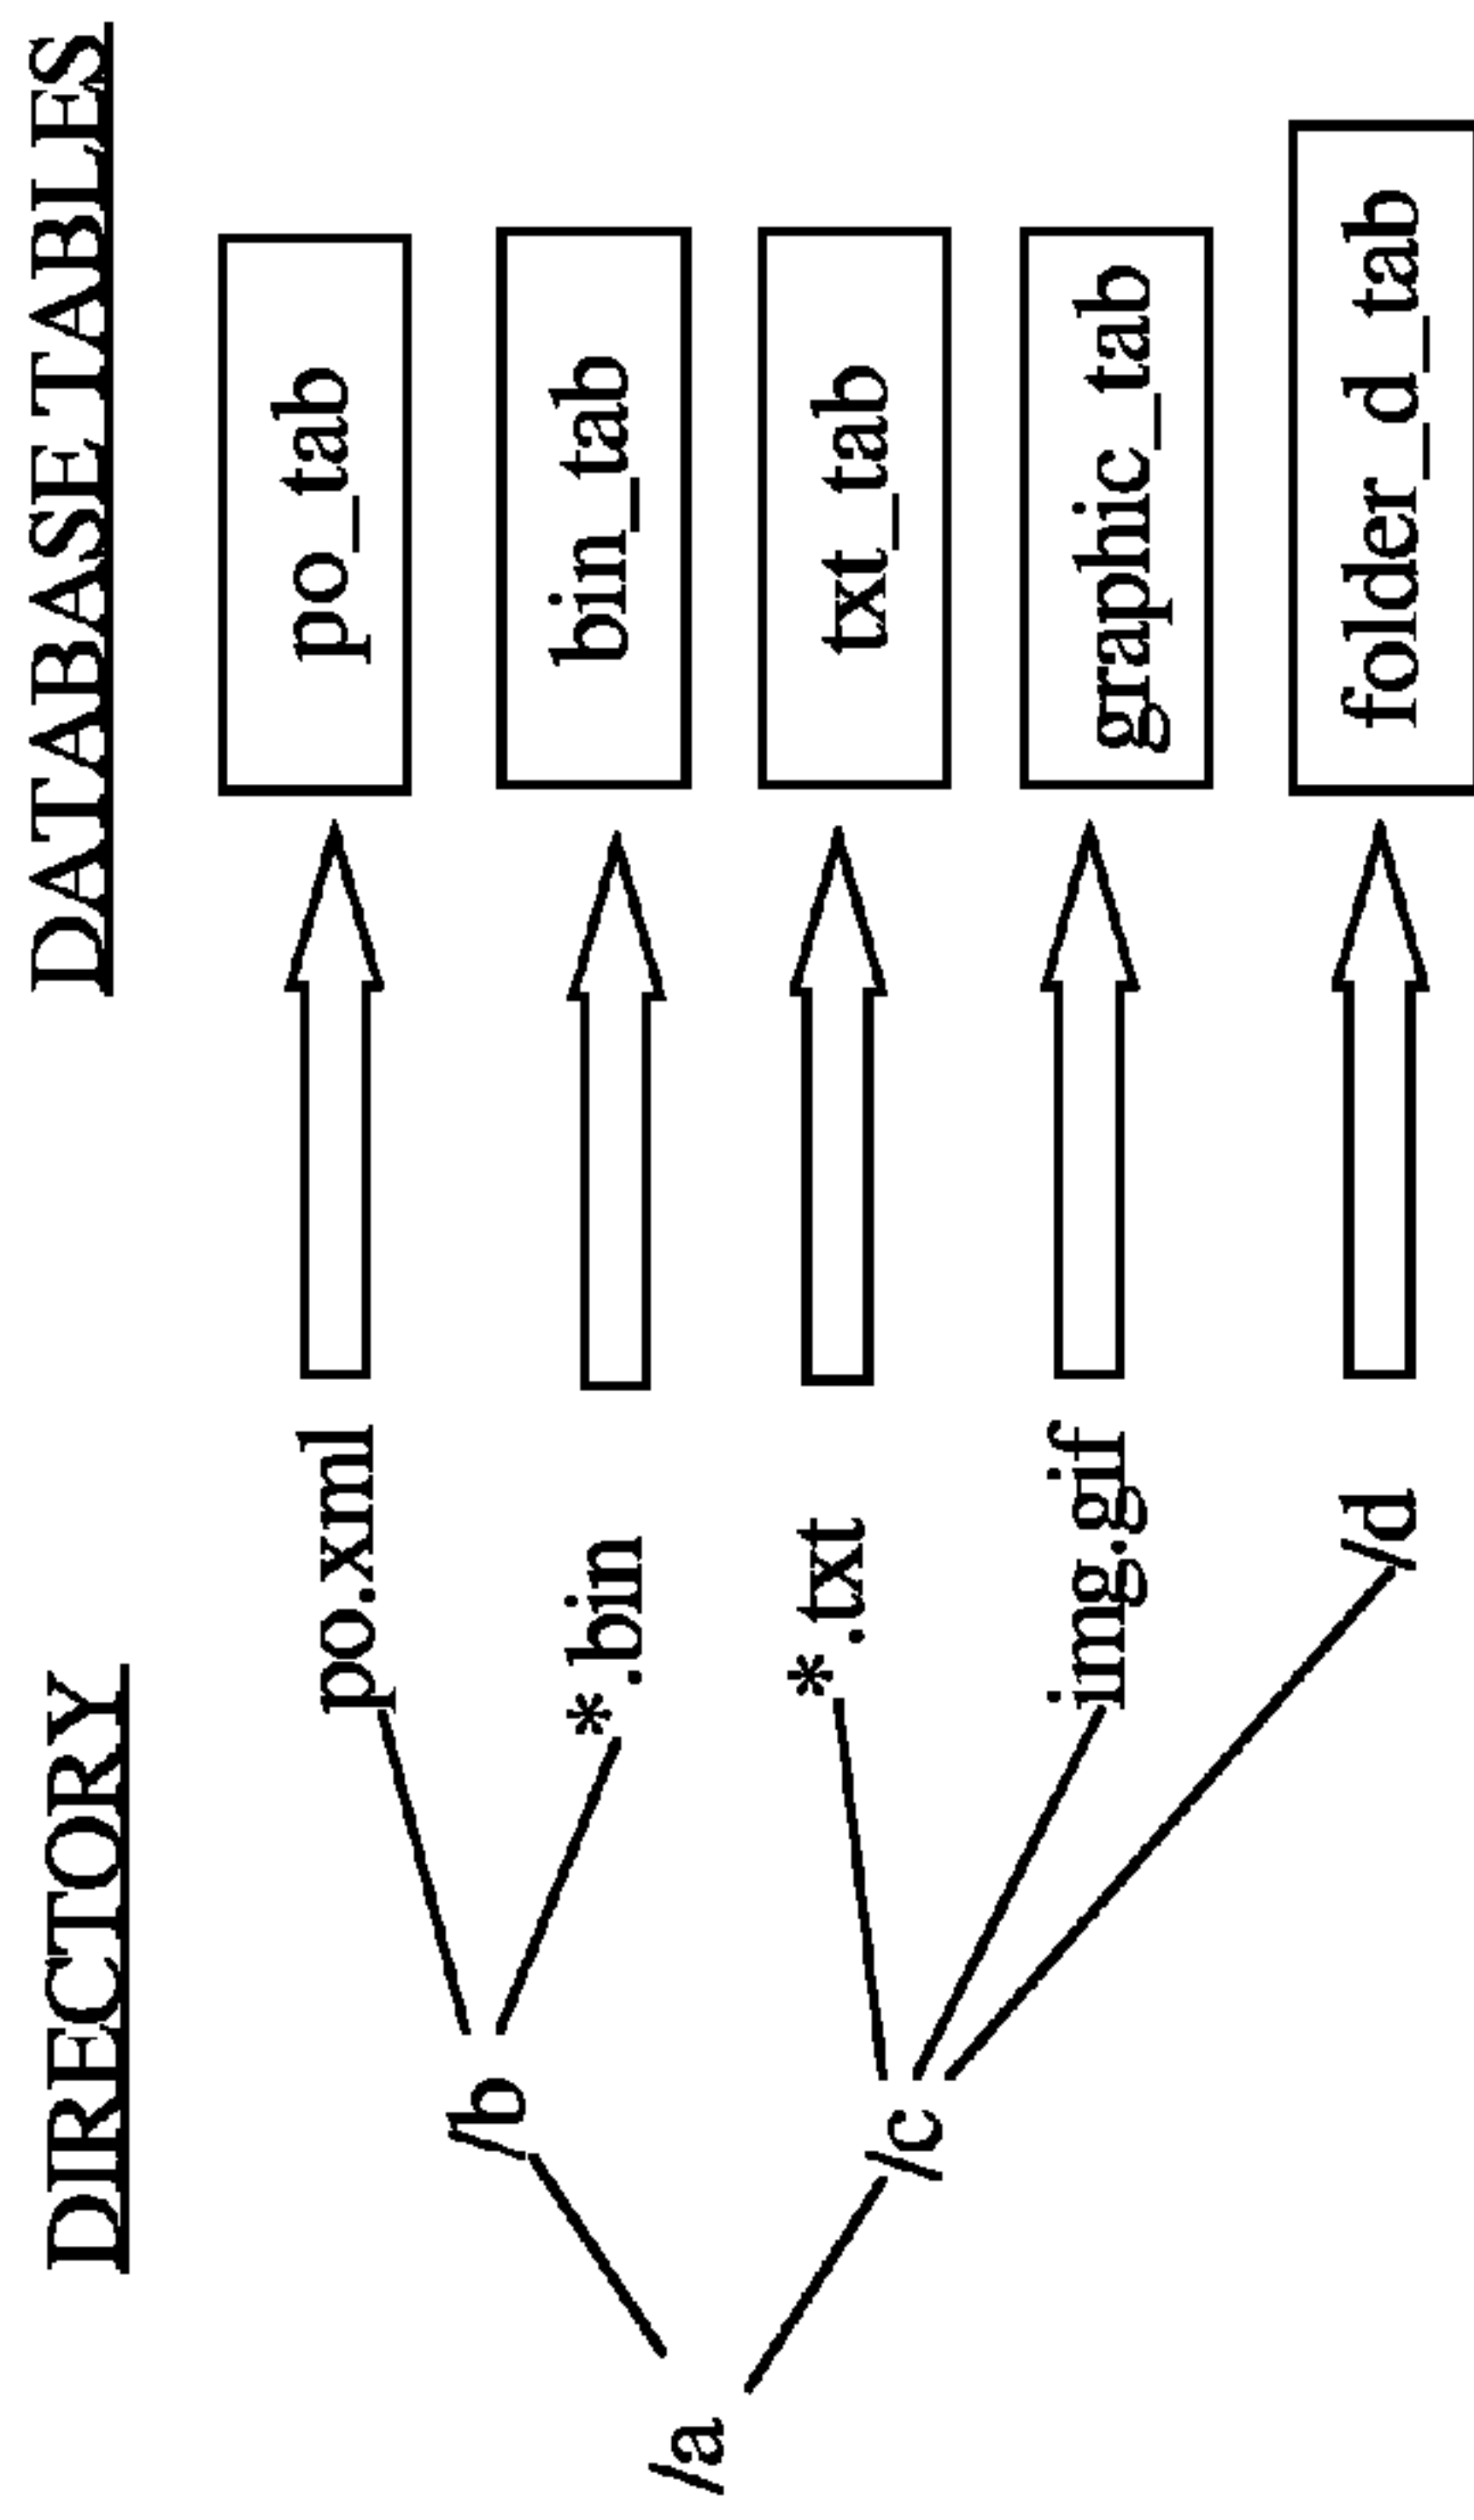 DIRECTORY
DATABASE TABLES
/a
/b
po.xml
po_tab
*.bin
bin_tab
/c
*.txt
txt_tab
img.gif
graphic_tab
/d
folder_d_tab